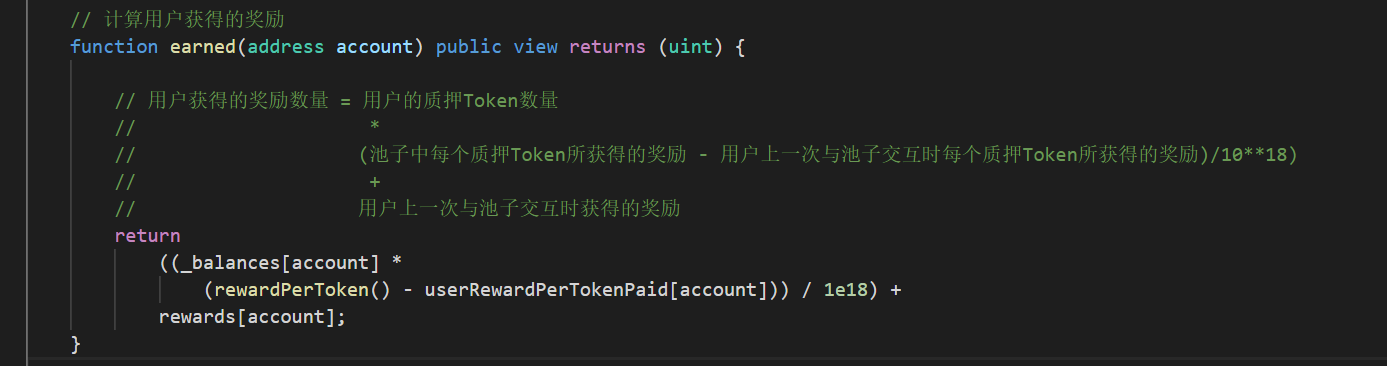 // 计算用户获得的奖励
function earned(address account) public view returns (uint) {
// 用户获得的奖励数量 = 用户的质押Token数量
// *
// (池子中每个质押Token所获得的奖励 - 用户上一次与池子交互时每个质押Token所获得的奖励)/10**18)
// +
// 用户上一次与池子交互时获得的奖励
return
((_balances[account] *
(rewardPerToken() - userRewardPerTokenPaid[account])) / 1e18) +
rewards[account];
}